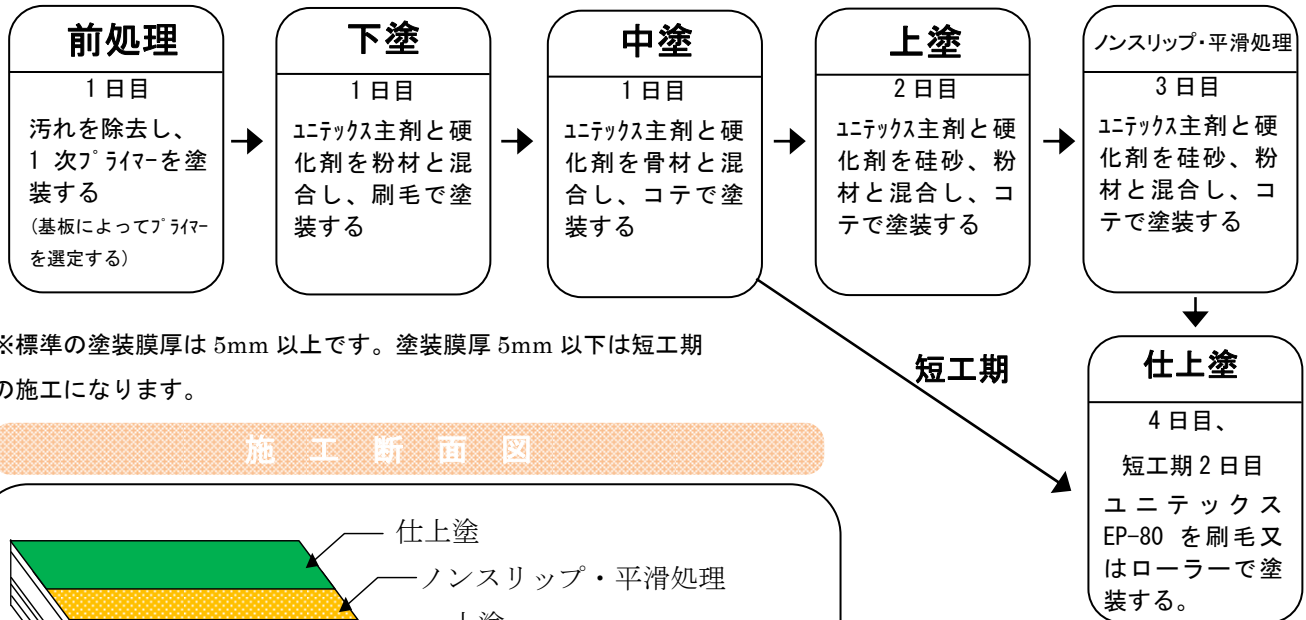 前処理
1日目
汚れを除去し、
1 次プライマーを塗
装する
(基板によってプライマー
を選定する)
下塗
1日目
ユニテックス主剤と硬
化剤を粉材と混
合し、刷毛で塗
装する
中塗
1日目
ユニテックス主剤と硬
化剤を骨材と混
合し、コテで塗
装する
上塗
2日目
ユニテックス主剤と硬
化剤を硅砂、粉
材と混合し、コ
テで塗装する
ノンスリップ・平滑処理
3日目
ユニテックス主剤と硬
化剤を硅砂、粉
材と混合し、コ
テで塗装する
※標準の塗装膜厚は 5mm 以上です。塗装膜厚 5mm 以下は短工期
の施工になります。
短工期
仕上塗
4日目、
短工期2日目
ユニテックス
EP-80 を刷毛又
はローラーで塗
装する。
施工断面図
仕上塗
ノンスリップ・平滑処理
上塗